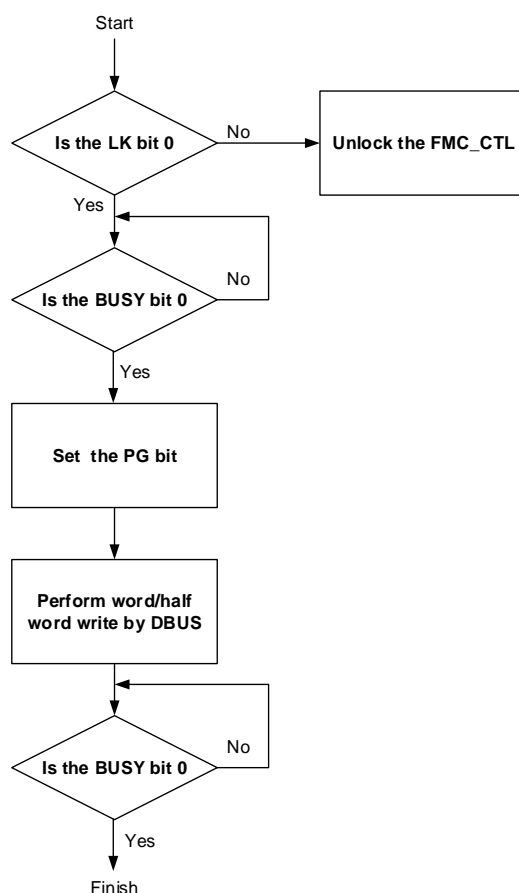 Start
Is the LK bit 0
No
Unlock the FMC_CTL
Yes
Is the BUSY bit 0
No
Yes
Set the PG bit
Perform word/half
word write by DBUS
Is the BUSY bit 0
No
Yes
Finish